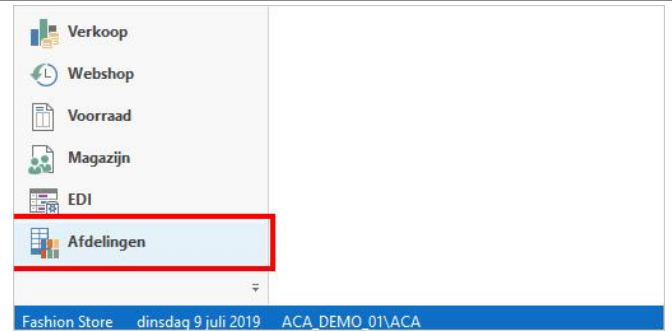 Verkoop
Webshop
Voorraad
Magazijn
EDI
Afdelingen
Fashion Store dinsdag 9 juli 2019 ACA_DEMO_01\ACA